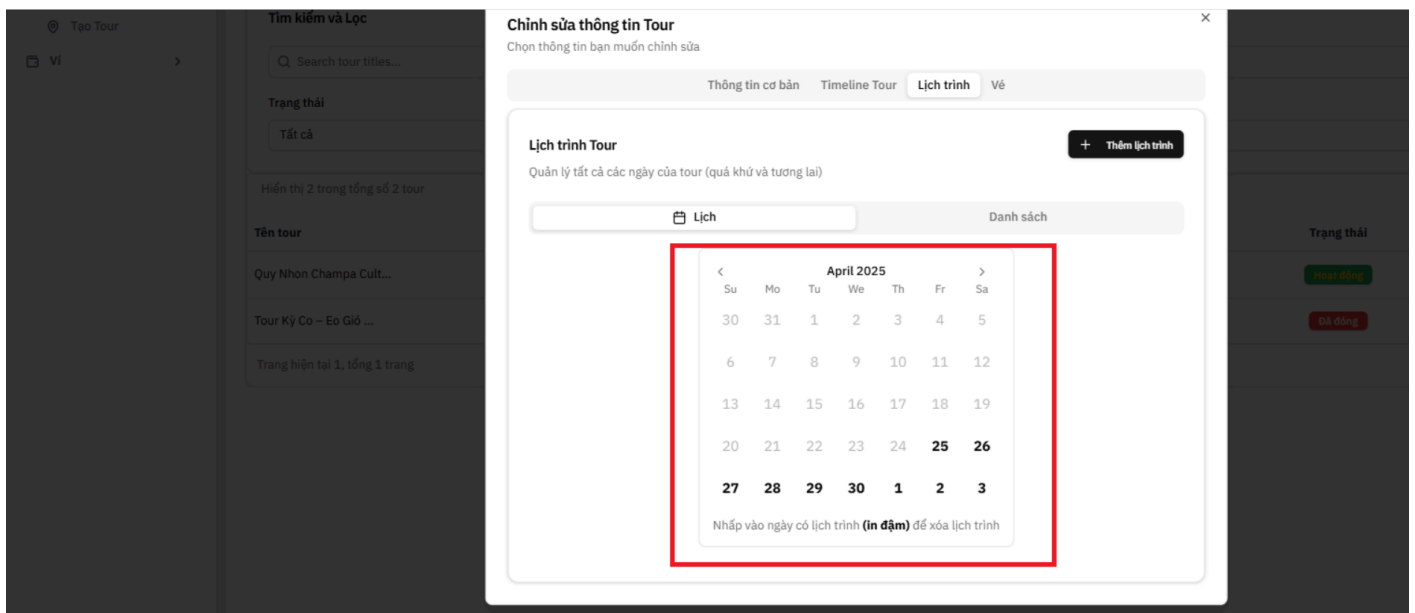 Tạo Tour
Ví
Tìm kiếm và Lọc
Search tour titles...
Trạng thái
Tất cả
Hiển thị 2 trong tổng số 2 tour
Tên tour
Trạng thái
Quy Nhon Champa Cult...
Hoạt động
Tour Kỳ Co – Eo Gió ...
Đã đóng
Trang hiện tại 1, tổng 1 trang
Chỉnh sửa thông tin Tour
Chọn thông tin bạn muốn chỉnh sửa
Thông tin cơ bản Timeline Tour Lịch trình Vé
Lịch trình Tour
+ Thêm lịch trình
Quản lý tất cả các ngày của tour (quá khứ và tương lai)
Lịch Danh sách
April 2025
Su Mo Tu We Th Fr Sa
30 31 1 2 3 4 5
6 7 8 9 10 11 12
13 14 15 16 17 18 19
20 21 22 23 24 25 26
27 28 29 30 1 2 3
Nhấp vào ngày có lịch trình (in đậm) để xóa lịch trình